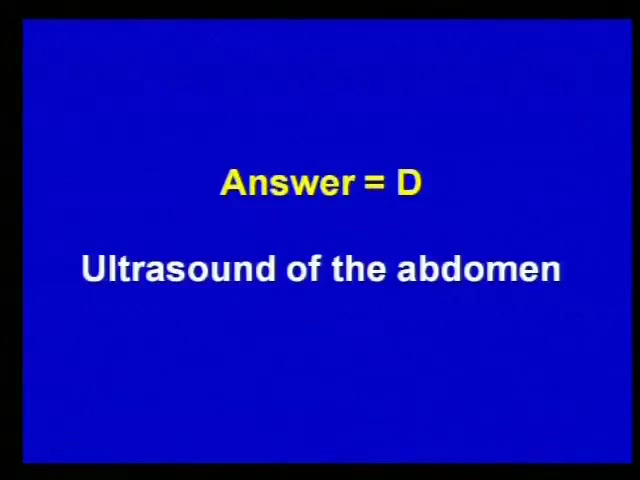 Answer = D
Ultrasound of the abdomen